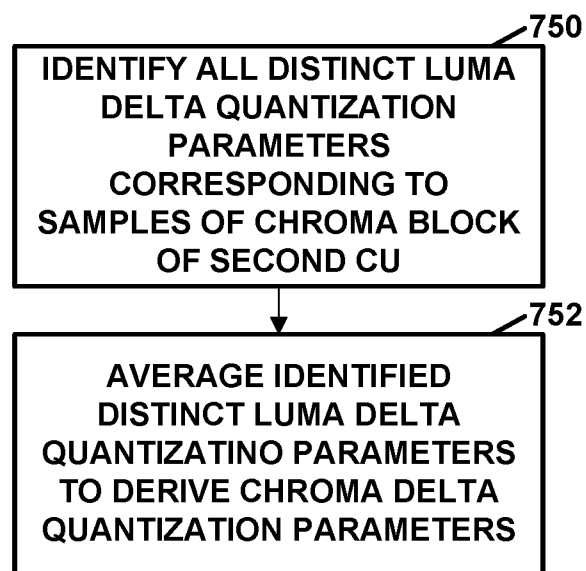 750
IDENTIFY ALL DISTINCT LUMA
DELTA QUANTIZATION
PARAMETERS
CORRESPONDING TO
SAMPLES OF CHROMA BLOCK
OF SECOND CU
752
AVERAGE IDENTIFIED
DISTINCT LUMA DELTA
QUANTIZATINO PARAMETERS
TO DERIVE CHROMA DELTA
QUANTIZATION PARAMETERS